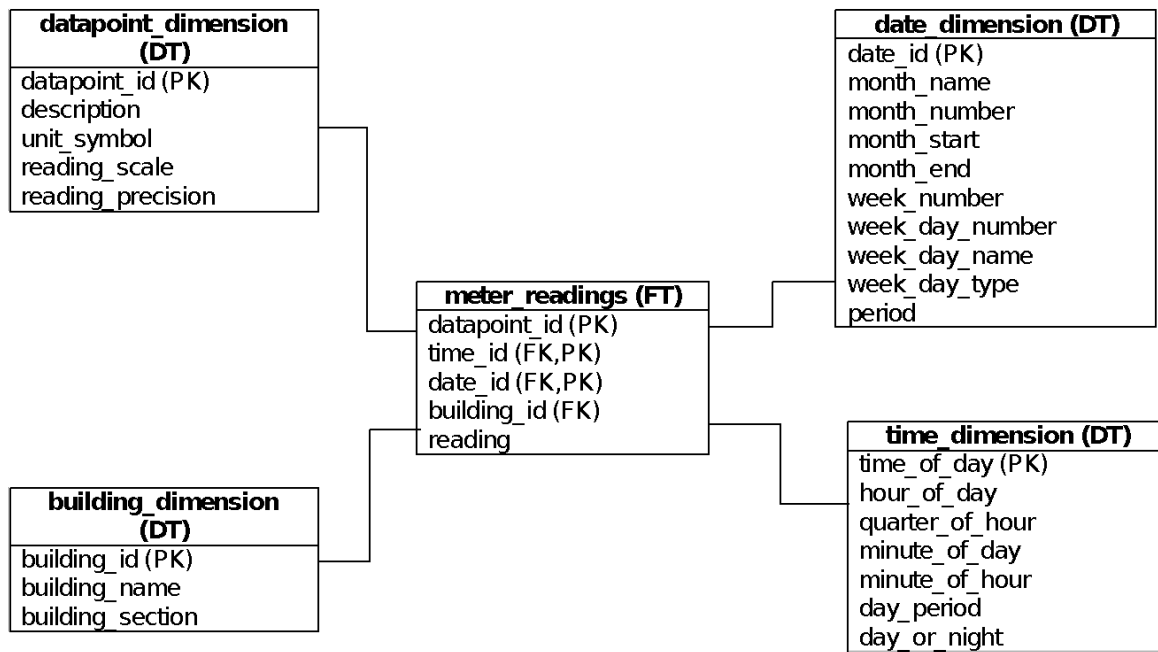 datapoint_dimension
(DT)
datapoint_id (PK)
description
unit_symbol
reading_scale
reading_precision
date_dimension (DT)
date_id (PK)
month_name
month_number
month_start
month_end
week_number
week_day_number
week_day_name
week_day_type
period
meter_readings (FT)
datapoint_id (PK)
time_id (FK,PK)
date_id (FK,PK)
building_id (FK)
reading
building_dimension
(DT)
building_id (PK)
building_name
building_section
time_dimension (DT)
time_of_day (PK)
hour_of_day
quarter_of_hour
minute_of_day
minute_of_hour
day_period
day_or_night